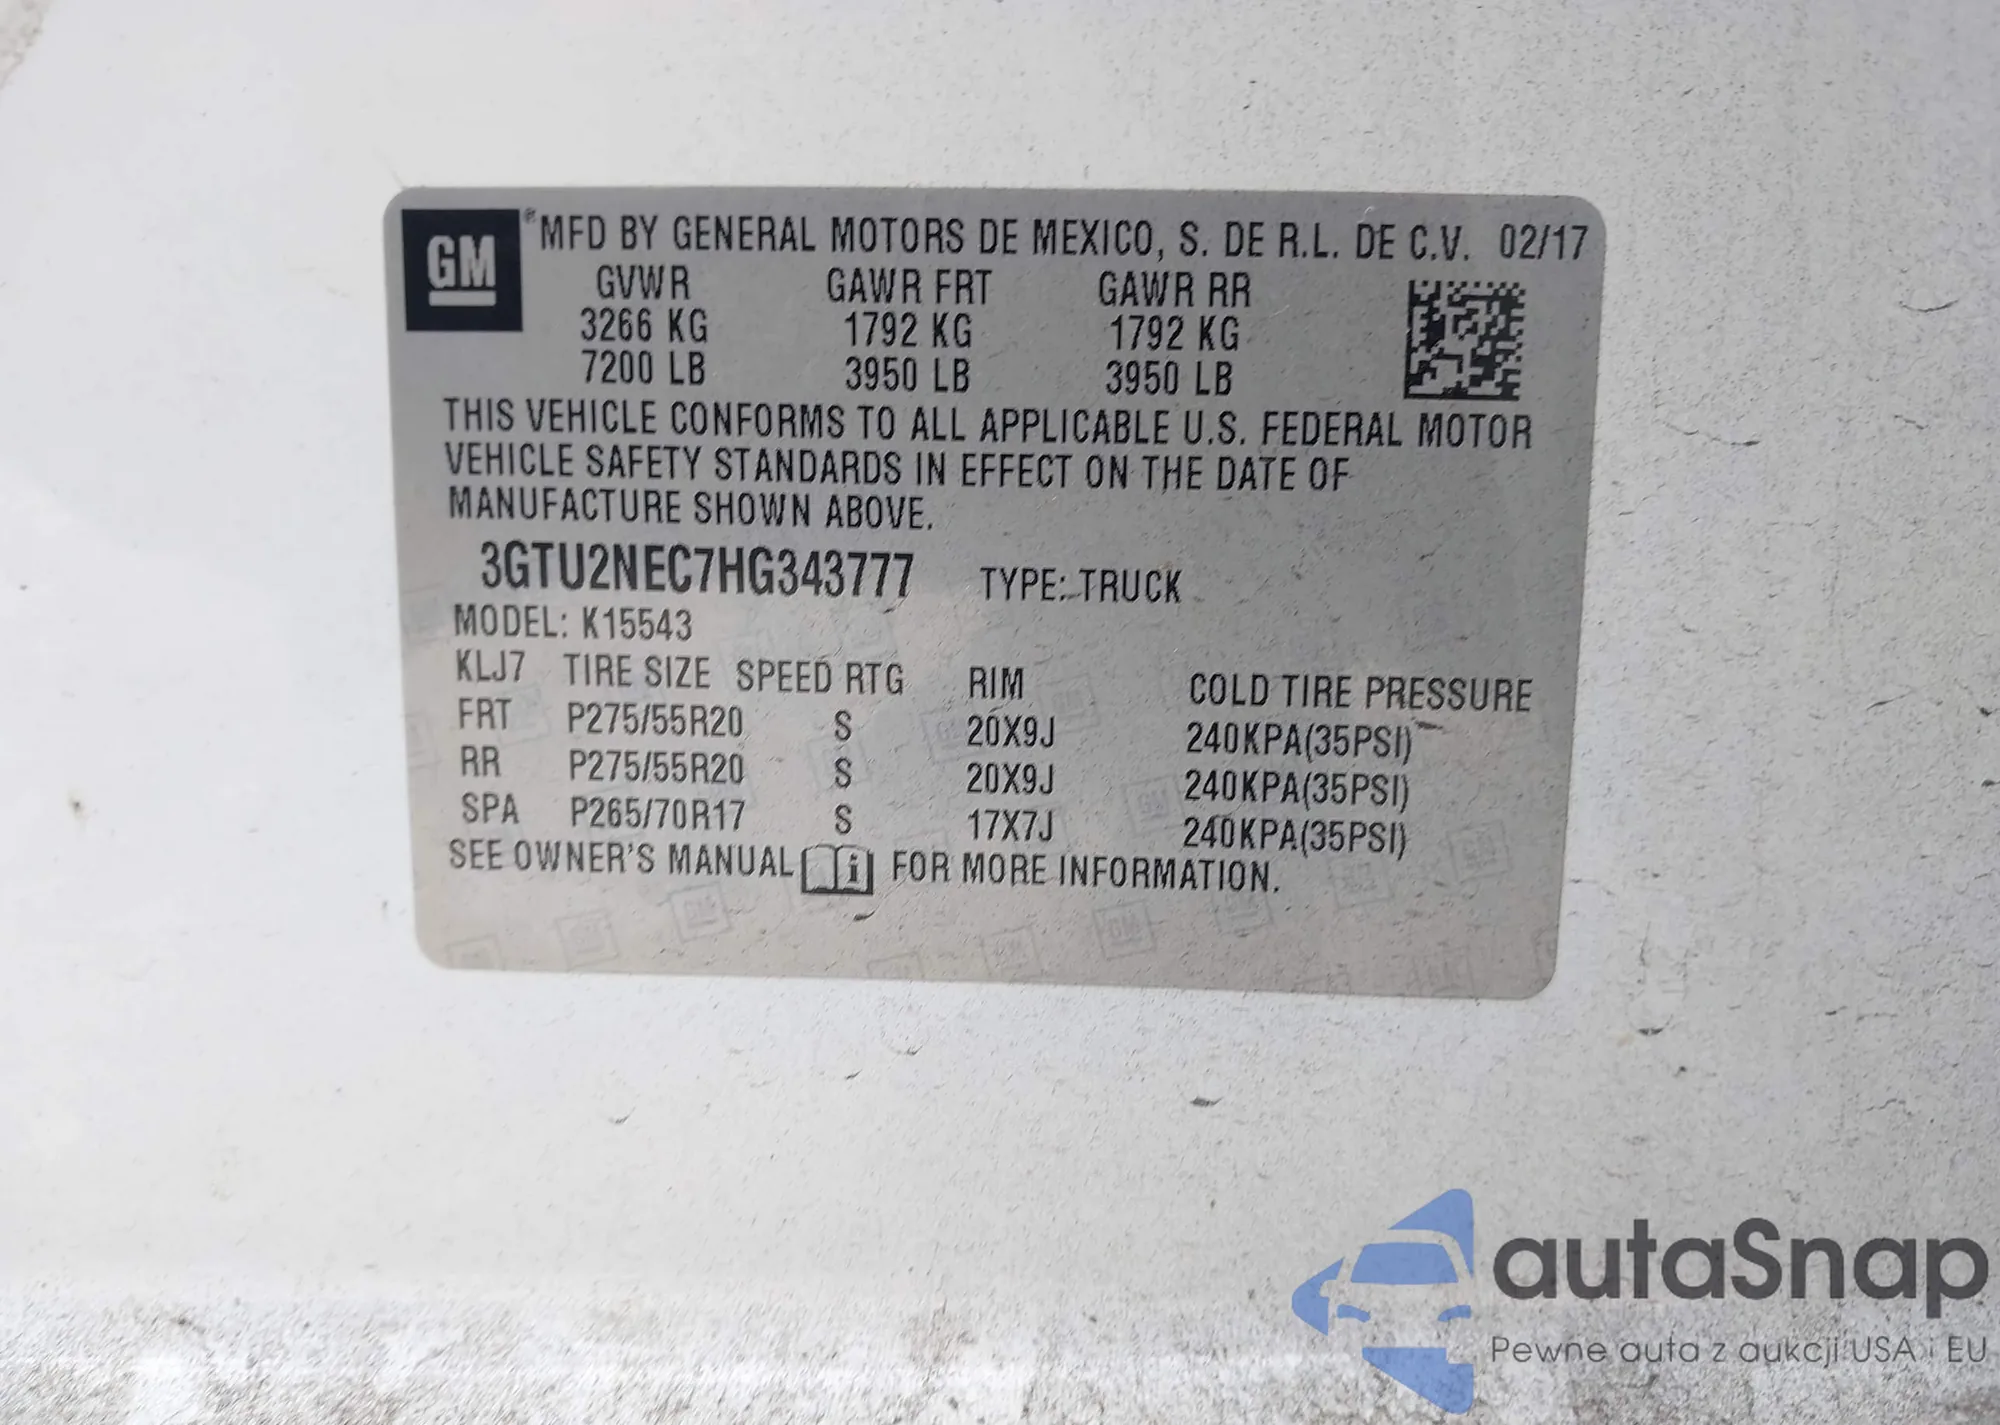 GM
®MFD BY GENERAL MOTORS DE MEXICO, S. DE R.L. DE C.V. 02/17
GVWR GAWR FRT GAWR RR
3266 KG 1792 KG 1792 KG
7200 LB 3950 LB 3950 LB
THIS VEHICLE CONFORMS TO ALL APPLICABLE U.S. FEDERAL MOTOR
VEHICLE SAFETY STANDARDS IN EFFECT ON THE DATE OF
MANUFACTURE SHOWN ABOVE.
3GTU2NEC7HG343777 TYPE: TRUCK
MODEL: K15543
KLJ7 TIRE SIZE SPEED RTG RIM COLD TIRE PRESSURE
FRT P275/55R20 S 20X9J 240KPA(35PSI)
RR P275/55R20 S 20X9J 240KPA(35PSI)
SPA P265/70R17 S 17X7J 240KPA(35PSI)
SEE OWNER'S MANUAL i FOR MORE INFORMATION.
autaSnap
Pewne auta z aukcji USA i EU